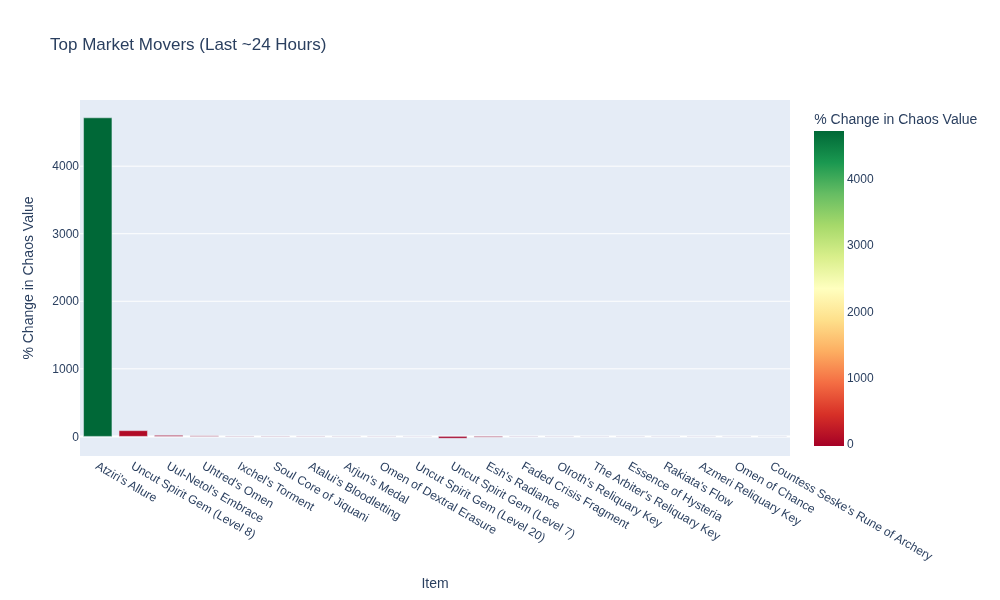 Top Market Movers (Last ~24 Hours)
% Change in Chaos Value
4000
3000
2000
1000
0
% Change in Chaos Value
4000
3000
2000
1000
0
Atziri's Allure
Uncut Spirit Gem (Level 8)
Uul-Netol's Embrace
Uhtred's Omen
Ixchel's Torment
Soul Core of Jiquani
Atalui's Bloodletting
Arjun's Medal
Omen of Dextral Erasure
Uncut Spirit Gem (Level 20)
Uncut Spirit Gem (Level 7)
Esh's Radiance
Faded Crisis Fragment
Olroth's Reliquary Key
The Arbiter's Reliquary Key
Essence of Hysteria
Rakiata's Flow
Azmeri Reliquary Key
Omen of Chance
Countess Seske's Rune of Archery
Item